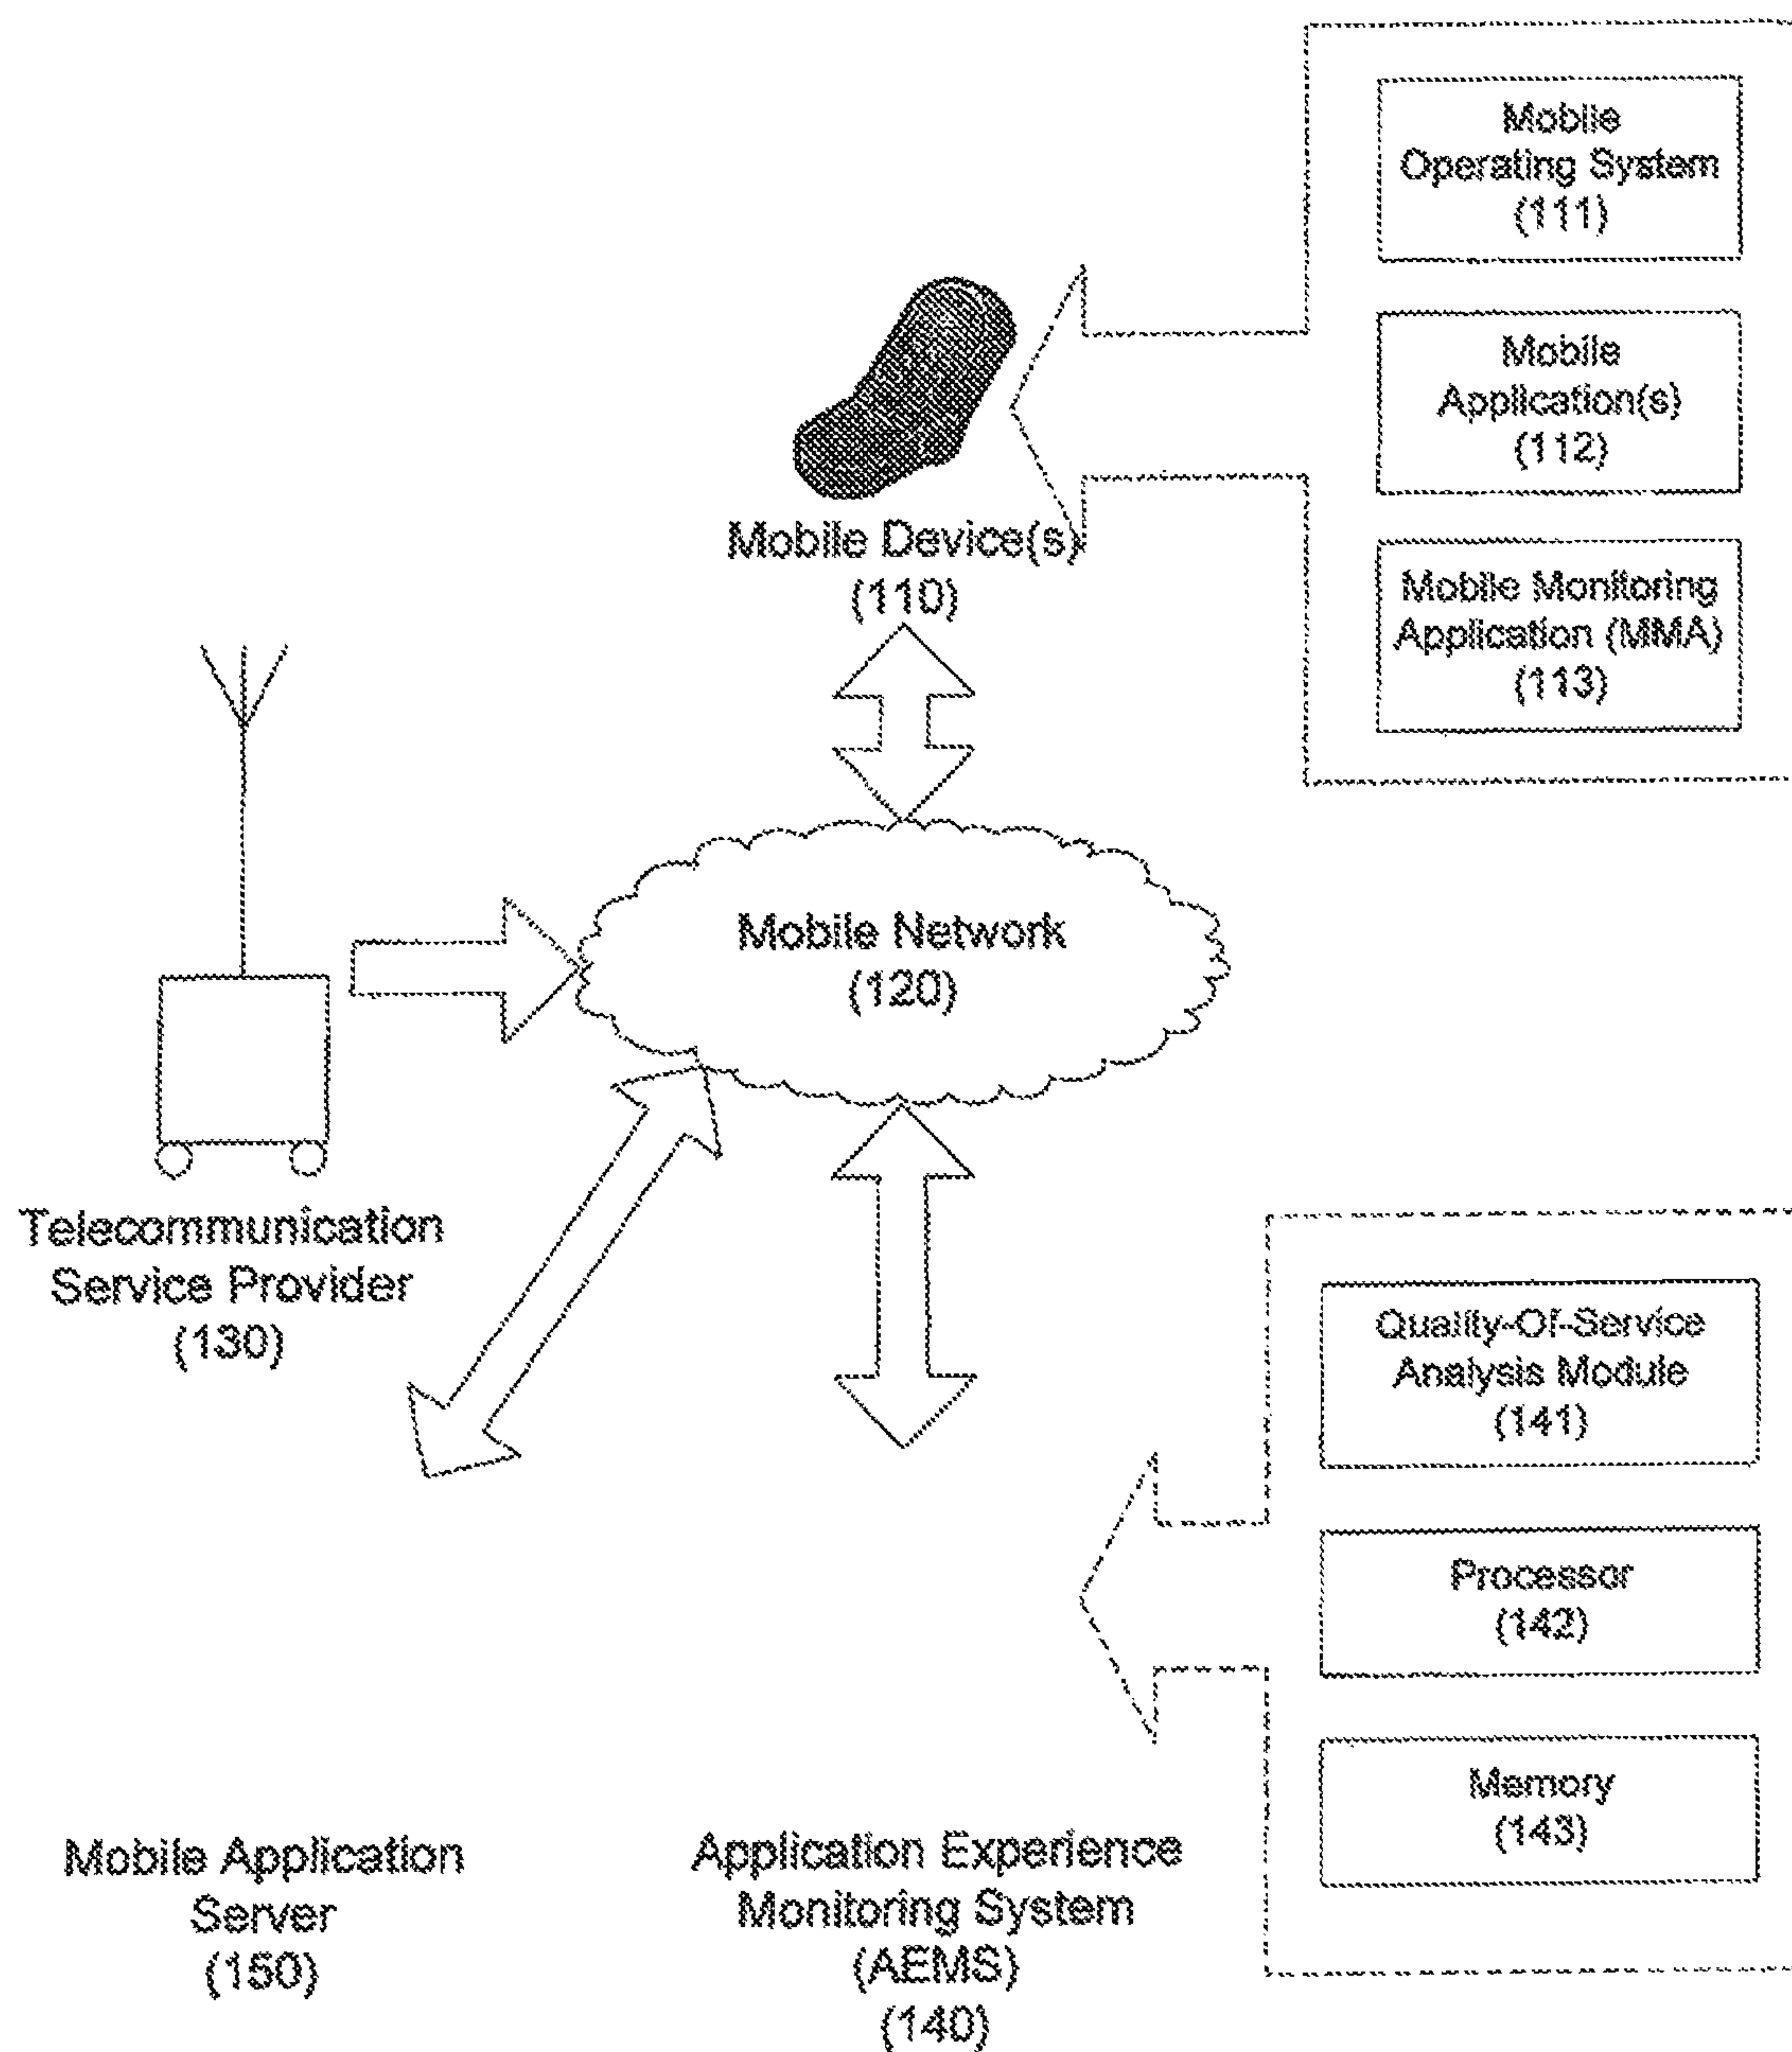 Mobile
Operating System
(111)
Mobile
Application(s)
(112)
Mobile Monitoring
Application (MMA)
(113)
Mobile Device(s)
(110)
Mobile Network
(120)
Telecommunication
Service Provider
(130)
Quality-Of-Service
Analysis Module
(141)
Processor
(142)
Memory
(143)
Mobile Application
Server
(150)
Application Experience
Monitoring System
(AEMS)
(140)